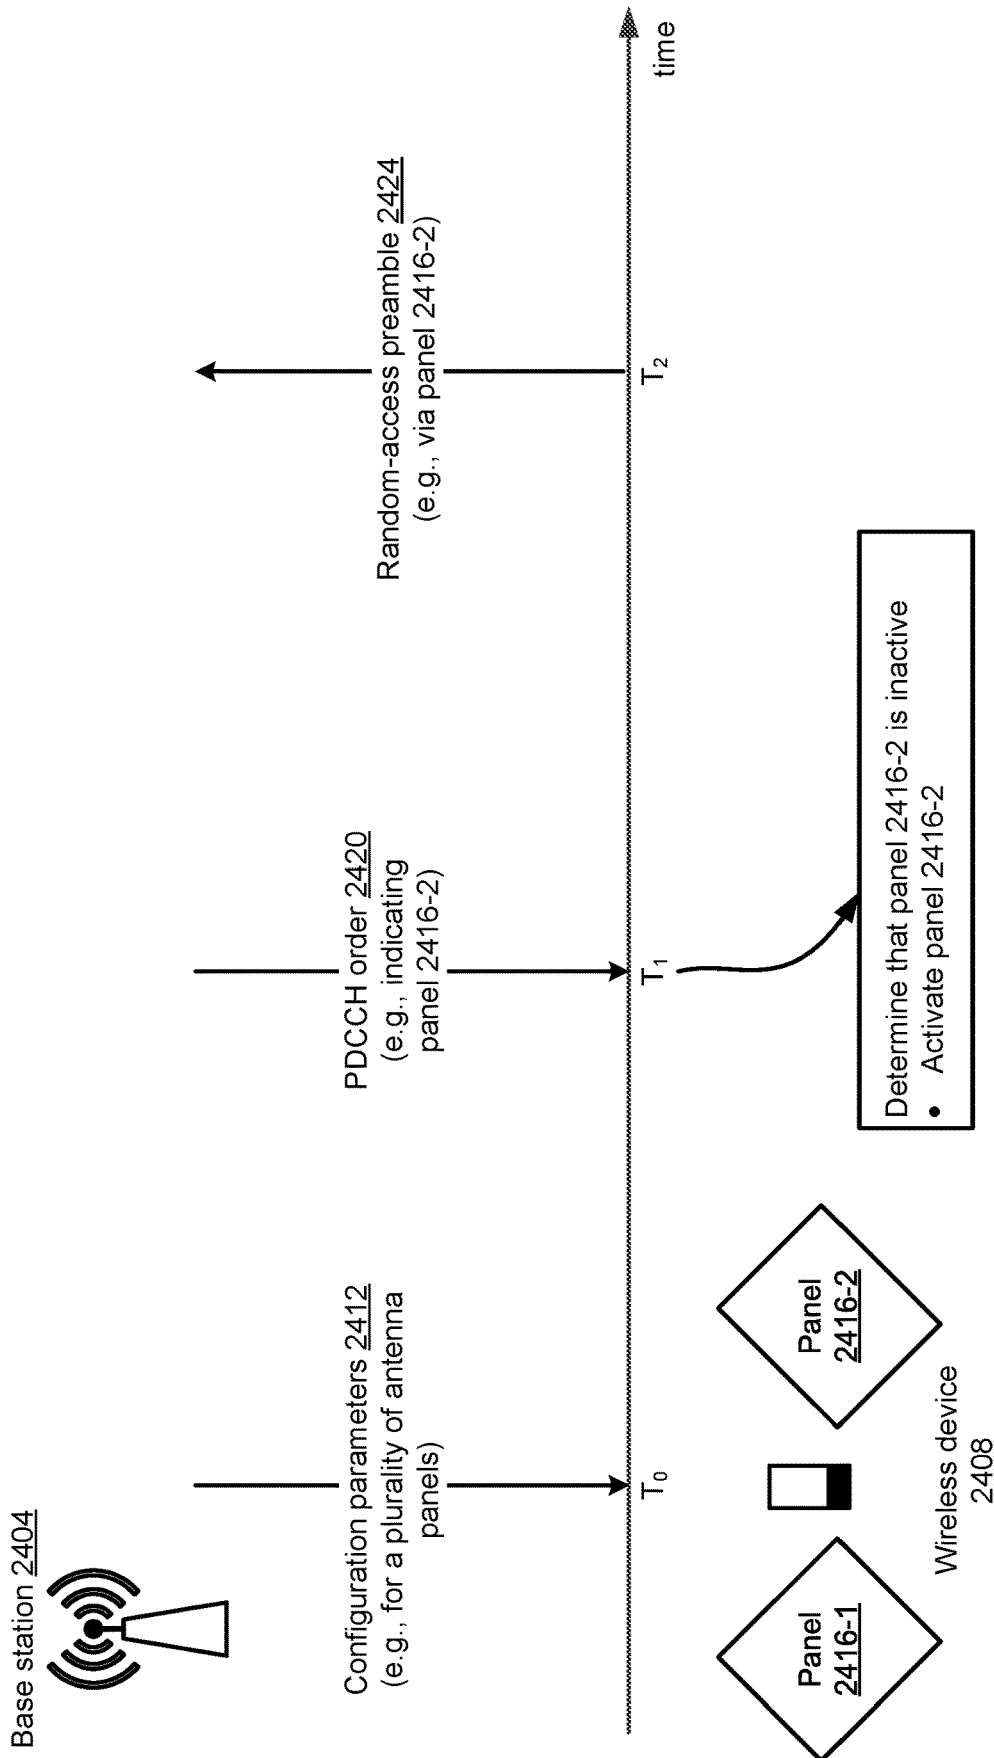 Base station 2404
Configuration parameters 2412
(e.g., for a plurality of antenna
panels)
PDCCH order 2420
(e.g., indicating
panel 2416-2)
Random-access preamble 2424
(e.g., via panel 2416-2)
T0
T1
T2
time
Panel
2416-1
Panel
2416-2
Wireless device
2408
Determine that panel 2416-2 is inactive
• Activate panel 2416-2